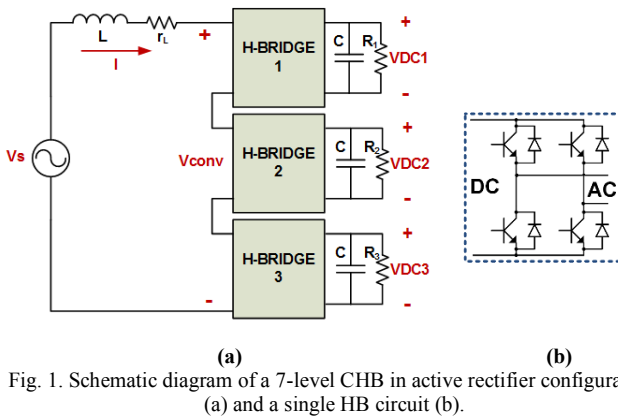 L
r_L
I
+
H-BRIDGE
1
C
R1
+
VDC1
-
Vs
Vconv
H-BRIDGE
2
C
R2
+
VDC2
-
H-BRIDGE
3
C
R3
+
VDC3
-
-
DC
AC
(a)
(b)
Fig. 1. Schematic diagram of a 7-level CHB in active rectifier configura
(a) and a single HB circuit (b).